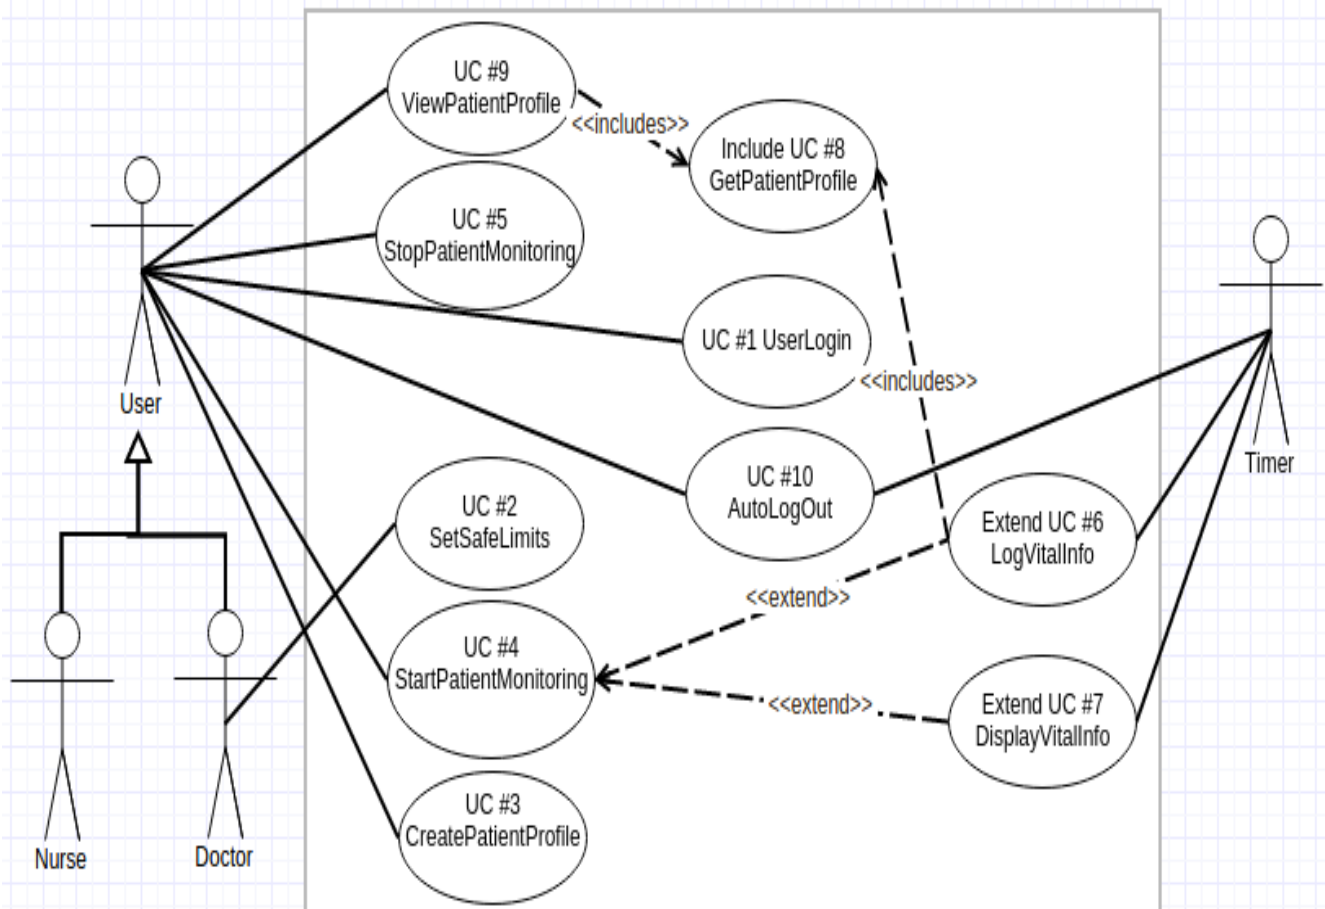 UC #9
ViewPatientProfile
<<includes>>
Include UC #8
GetPatientProfile
UC #5
StopPatientMonitoring
UC #1 UserLogin
<<includes>>
User
Timer
UC #10
AutoLogOut
UC #2
SetSafeLimits
Extend UC #6
LogVitalInfo
<<extend>>
UC #4
StartPatientMonitoring
<<extend>>
Extend UC #7
DisplayVitalInfo
UC #3
CreatePatientProfile
Nurse
Doctor